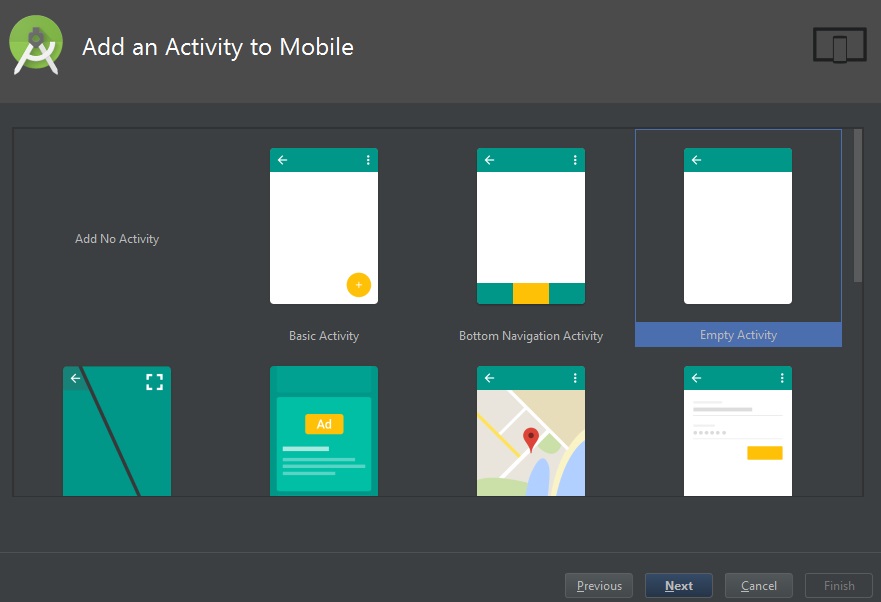 Add an Activity to Mobile
Add No Activity
Basic Activity
Bottom Navigation Activity
Empty Activity
Ad
Previous
Next
Cancel
Finish